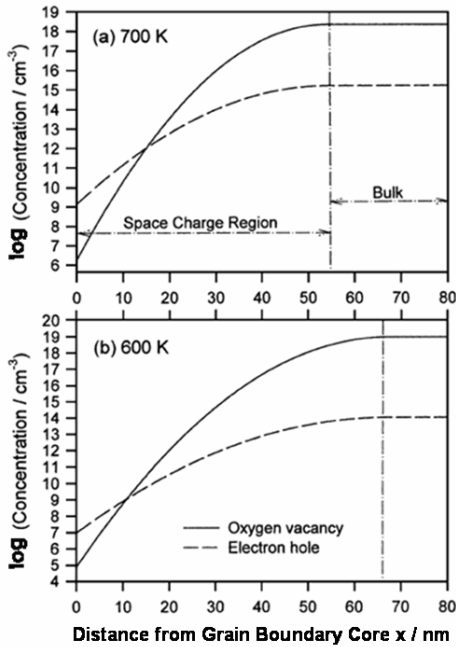 19
(a) 700 K
18
17
16
15
14
13
12
11
10
9
8
7
6
Bulk
Space Charge Region
log (Concentration / cm-3)
0 10 20 30 40 50 60 70 80
20
(b) 600 K
19
18
17
16
15
14
13
12
11
10
9
8
7
6
5
4
Oxygen vacancy
Electron hole
log (Concentration / cm-3)
0 10 20 30 40 50 60 70 80
Distance from Grain Boundary Core x / nm